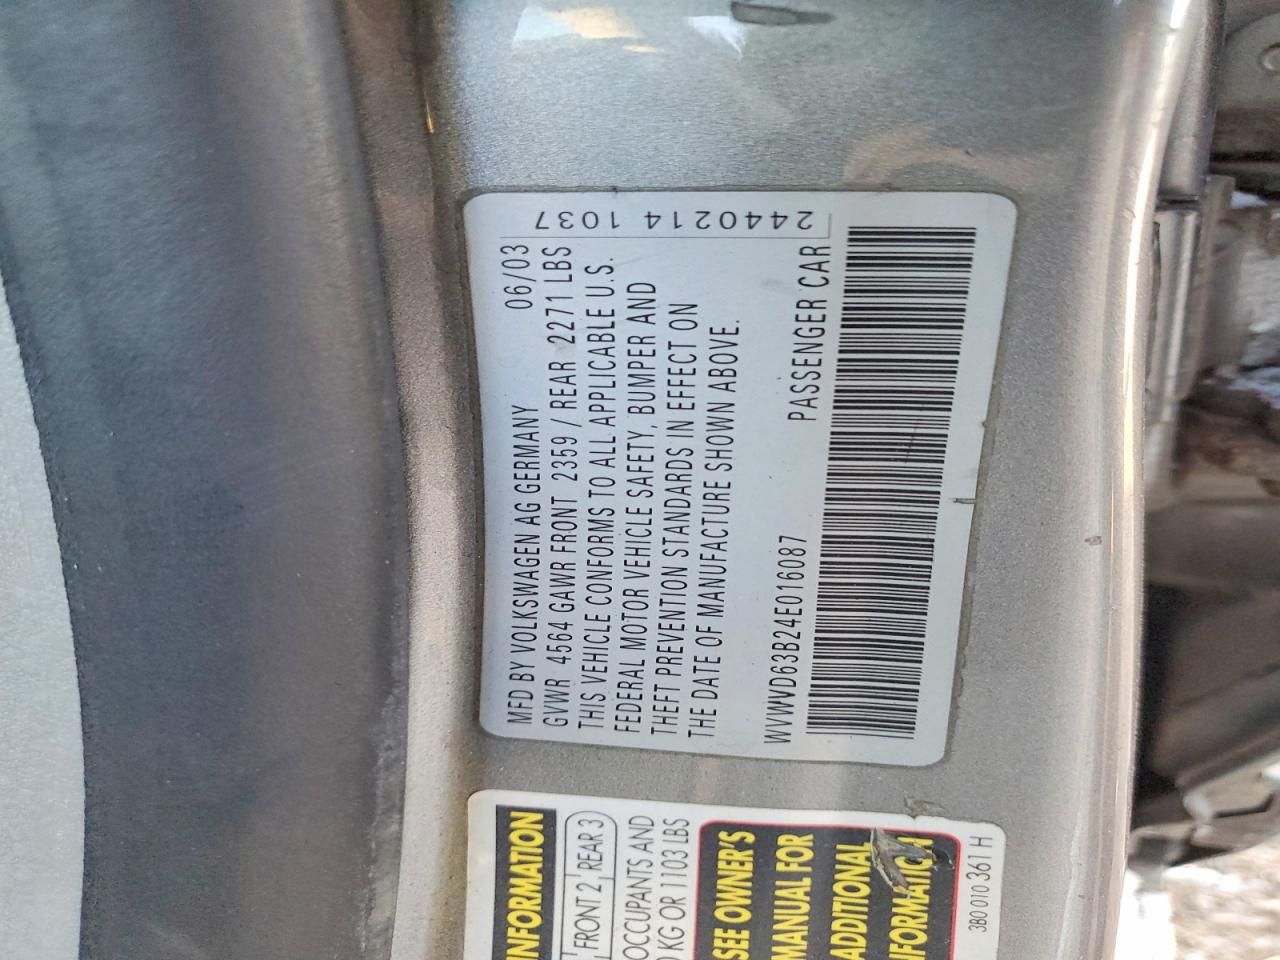 MFD BY VOLKSWAGEN AG GERMANY 06/03
GVWR 4564 GAWR FRONT 2359 / REAR 2271 LBS
THIS VEHICLE CONFORMS TO ALL APPLICABLE U.S.
FEDERAL MOTOR VEHICLE SAFETY, BUMPER AND
THEFT PREVENTION STANDARDS IN EFFECT ON
THE DATE OF MANUFACTURE SHOWN ABOVE.
WVWVD63B24E016087 PASSENGER CAR
2440214 1037
INFORMATION
FRONT 2 REAR 3
OCCUPANTS AND
KG OR 1103 LBS
SEE OWNER'S
MANUAL FOR
ADDITIONAL
INFORMATION
3B0 010 361 H